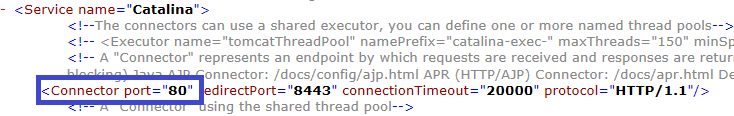 - <Service name="Catalina">
<!--The connectors can use a shared executor, you can define one or more named thread pools-->
<!-- <Executor name="tomcatThreadPool" namePrefix="catalina-exec-" maxThreads="150" minSp
<!-- A "Connector" represents an endpoint by which requests are received and responses are retur
blocking) Java AJP Connector: /docs/config/ajp.html APR (HTTP/AJP) Connector: /docs/apr.html De
<Connector port="80" redirectPort="8443" connectionTimeout="20000" protocol="HTTP/1.1"/>
<!-- A "Connector" using the shared thread pool-->